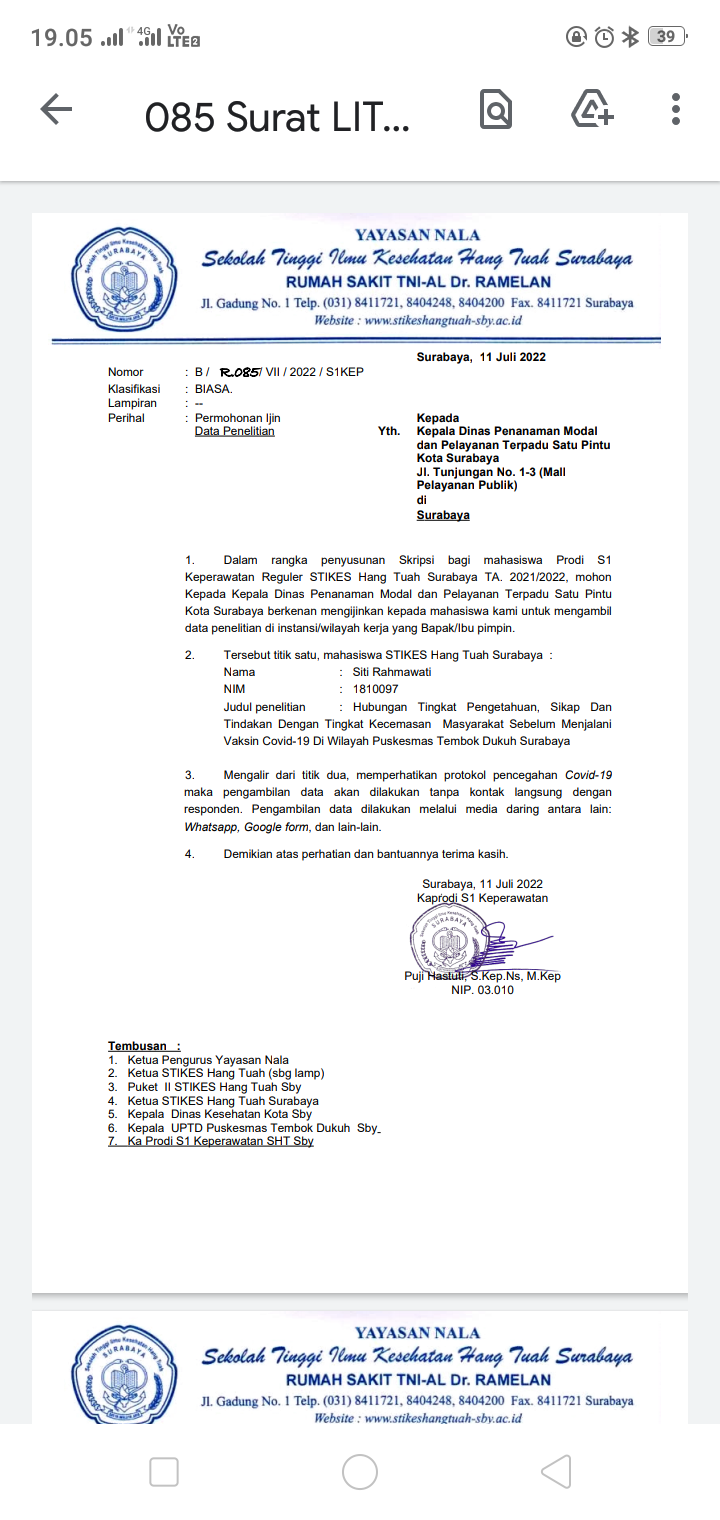 19.05 4G Vo LTE2 39
085 Surat LIT...
YAYASAN NALA
Sekolah Tinggi Ilmu Kesehatan Hang Tuah Surabaya
RUMAH SAKIT TNI-AL Dr. RAMELAN
Jl. Gadung No. 1 Telp. (031) 8411721, 8404248, 8404200 Fax. 8411721 Surabaya
Website : www.stikeshangtuah-sby.ac.id
Surabaya, 11 Juli 2022
Nomor : B / R.085/ VII / 2022 / S1KEP
Klasifikasi : BIASA.
Lampiran : --
Perihal : Permohonan Ijin
Data Penelitian
Kepada
Yth. Kepala Dinas Penanaman Modal
dan Pelayanan Terpadu Satu Pintu
Kota Surabaya
Jl. Tunjungan No. 1-3 (Mall
Pelayanan Publik)
di
Surabaya
1. Dalam rangka penyusunan Skripsi bagi mahasiswa Prodi S1
Keperawatan Reguler STIKES Hang Tuah Surabaya TA. 2021/2022, mohon
Kepada Kepala Dinas Penanaman Modal dan Pelayanan Terpadu Satu Pintu
Kota Surabaya berkenan mengijinkan kepada mahasiswa kami untuk mengambil
data penelitian di instansi/wilayah kerja yang Bapak/Ibu pimpin.
2. Tersebut titik satu, mahasiswa STIKES Hang Tuah Surabaya :
Nama : Siti Rahmawati
NIM : 1810097
Judul penelitian : Hubungan Tingkat Pengetahuan, Sikap Dan
Tindakan Dengan Tingkat Kecemasan Masyarakat Sebelum Menjalani
Vaksin Covid-19 Di Wilayah Puskesmas Tembok Dukuh Surabaya
3. Mengalir dari titik dua, memperhatikan protokol pencegahan Covid-19
maka pengambilan data akan dilakukan tanpa kontak langsung dengan
responden. Pengambilan data dilakukan melalui media daring antara lain:
Whatsapp, Google form, dan lain-lain.
4. Demikian atas perhatian dan bantuannya terima kasih.
Surabaya, 11 Juli 2022
Kaprodi S1 Keperawatan
SURABAYA
Puji Hastuti, S.Kep.Ns, M.Kep
NIP. 03.010
Tembusan :
1. Ketua Pengurus Yayasan Nala
2. Ketua STIKES Hang Tuah (sbg lamp)
3. Puket II STIKES Hang Tuah Sby
4. Ketua STIKES Hang Tuah Surabaya
5. Kepala Dinas Kesehatan Kota Sby
6. Kepala UPTD Puskesmas Tembok Dukuh Sby
7. Ka Prodi S1 Keperawatan SHT Sby
YAYASAN NALA
Sekolah Tinggi Ilmu Kesehatan Hang Tuah Surabaya
RUMAH SAKIT TNI-AL Dr. RAMELAN
Jl. Gadung No. 1 Telp. (031) 8411721, 8404248, 8404200 Fax. 8411721 Surabaya
Website : www.stikeshangtuah-sby.ac.id